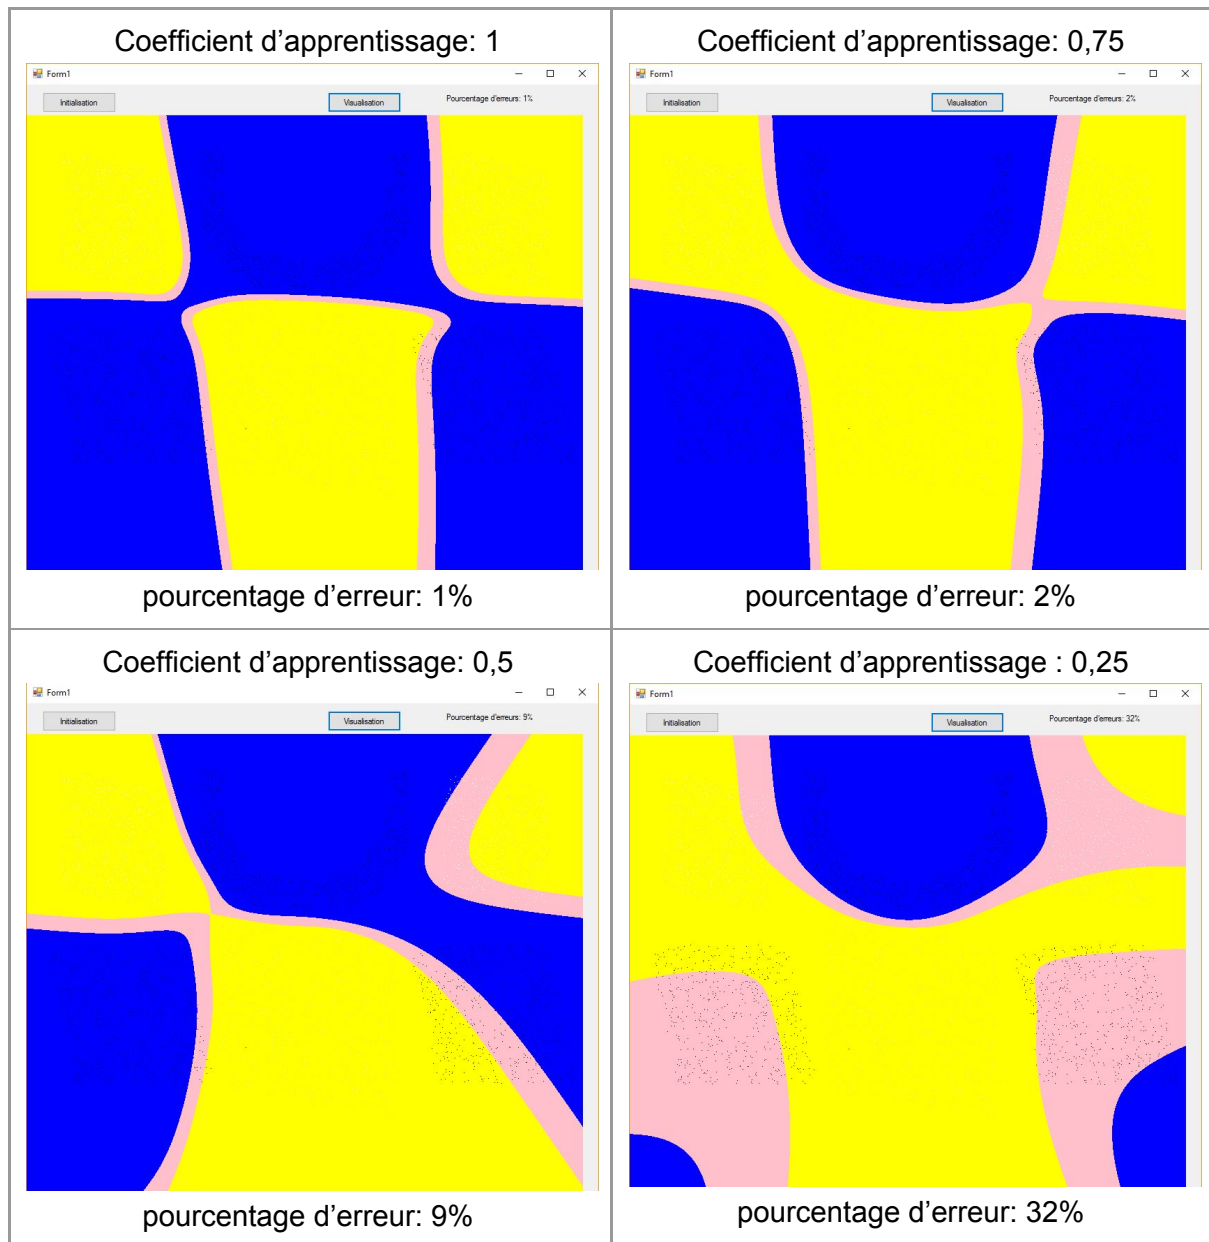 Coefficient d'apprentissage: 1
Form1
Initialisation
Visualisation
Pourcentage d'erreurs: 1%
pourcentage d'erreur: 1%
Coefficient d'apprentissage: 0,75
Form1
Initialisation
Visualisation
Pourcentage d'erreurs: 2%
pourcentage d'erreur: 2%
Coefficient d'apprentissage: 0,5
Form1
Initialisation
Visualisation
Pourcentage d'erreurs: 9%
pourcentage d'erreur: 9%
Coefficient d'apprentissage : 0,25
Form1
Initialisation
Visualisation
Pourcentage d'erreurs: 32%
pourcentage d'erreur: 32%